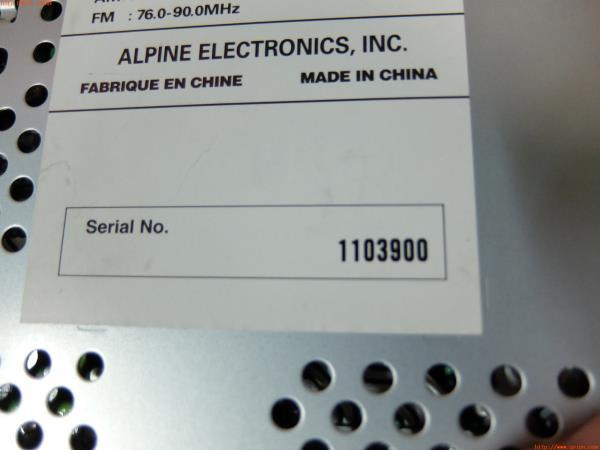 FM : 76.0-90.0MHz
ALPINE ELECTRONICS, INC.
FABRIQUE EN CHINE MADE IN CHINA
Serial No.
1103900